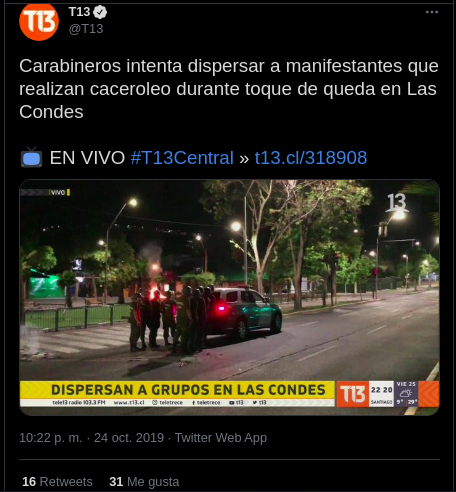 T13
@T13
Carabineros intenta dispersar a manifestantes que
realizan caceroleo durante toque de queda en Las
Condes
EN VIVO #T13Central » t13.cl/318908
VIVO
13
DISPERSAN A GRUPOS EN LAS CONDES
T13
22 20
SANTIAGO
VIE 25
9° 29°
tele13 radio 103.3 FM www.t13.cl teletrece teletrece t13 t13
10:22 p. m. · 24 oct. 2019 · Twitter Web App
16 Retweets 31 Me gusta